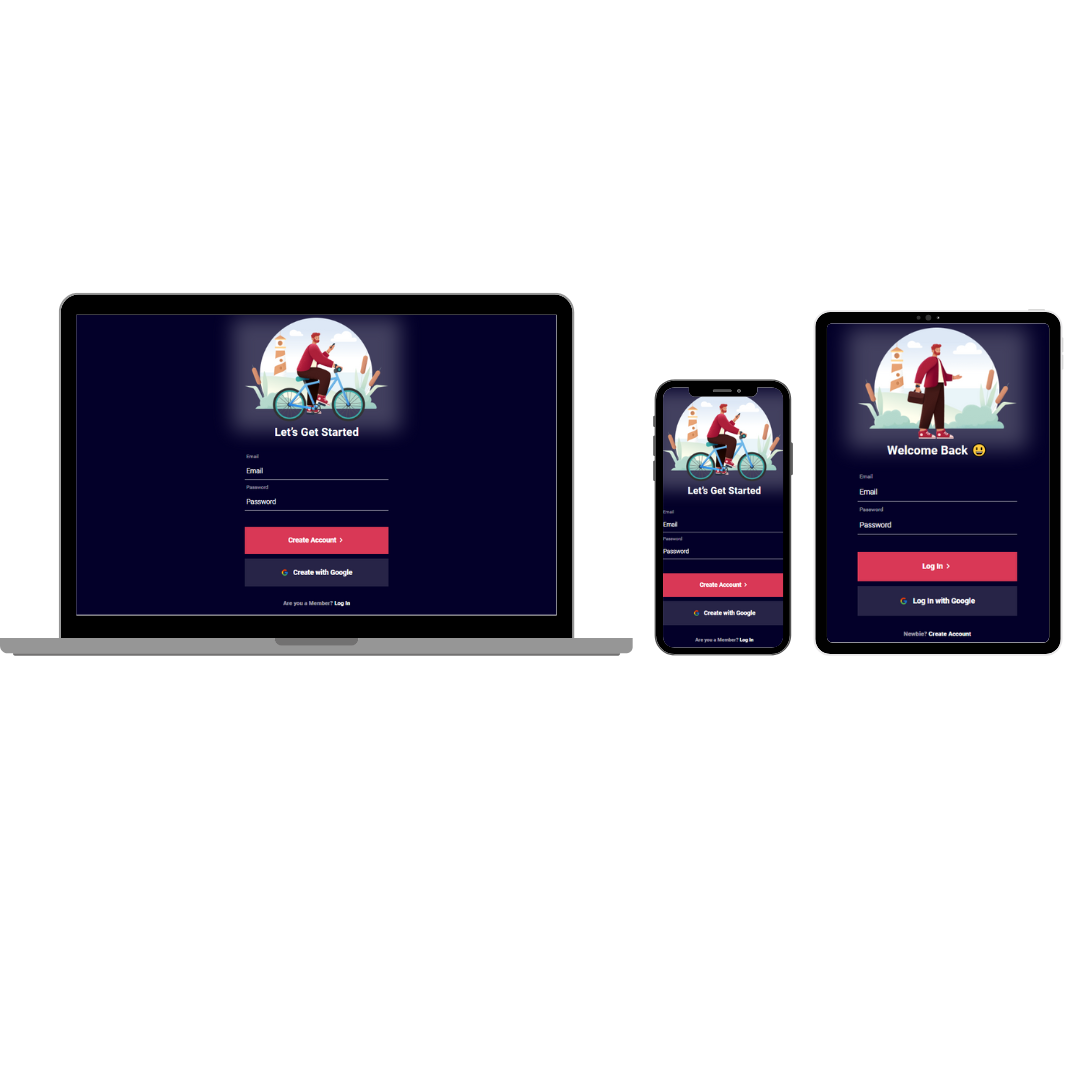 Let's Get Started
Email
Email
Password
Password
Create Account >
Create with Google
Are you a Member? Log In
Let's Get Started
Email
Email
Password
Password
Create Account >
Create with Google
Are you a Member? Log In
Welcome Back 😃
Email
Email
Password
Password
Log In >
Log In with Google
Newbie? Create Account